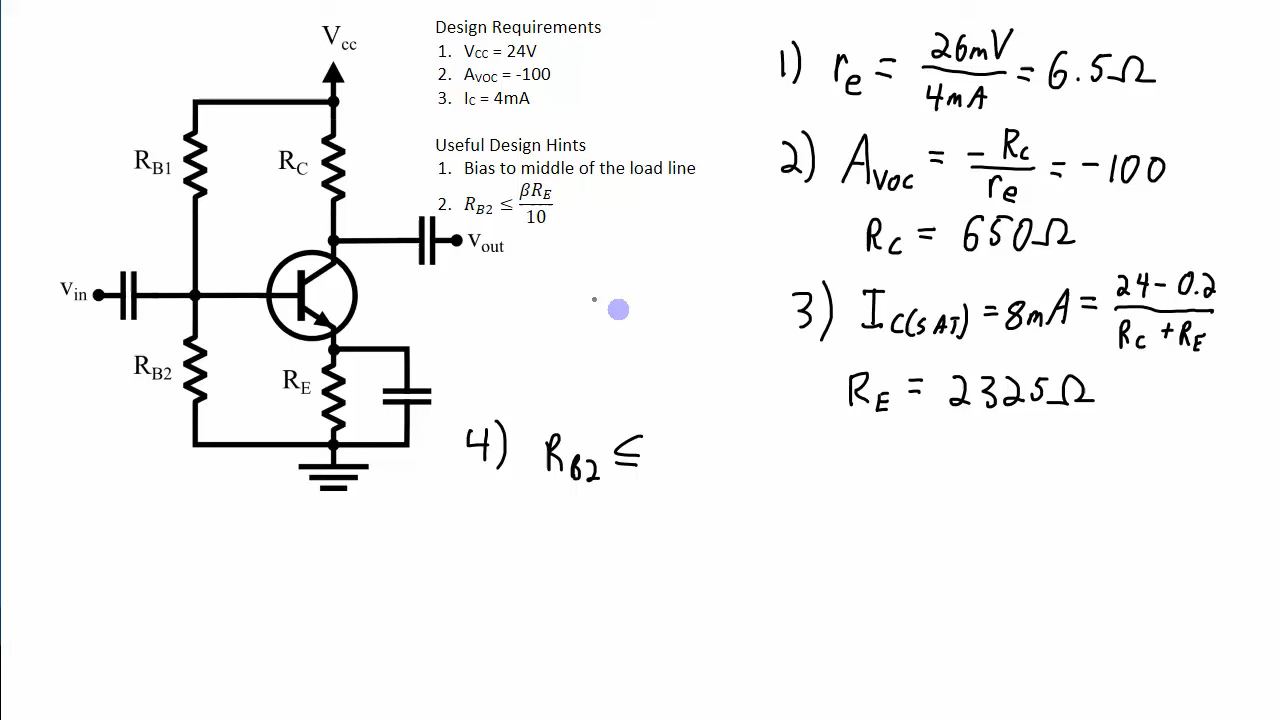 Vcc
RB1
RC
Vin
Vout
RB2
RE
Design Requirements
1. VCC = 24V
2. AVOC = -100
3. IC = 4mA
Useful Design Hints
1. Bias to middle of the load line
2. RB2 ≤ βRE/10
1) re = 26mV/4mA = 6.5Ω
2) AVOC = -RC/re = -100
RC = 650Ω
3) IC(SAT) = 8mA = 24-0.2/RC+RE
RE = 2325Ω
4) RB2 ≤